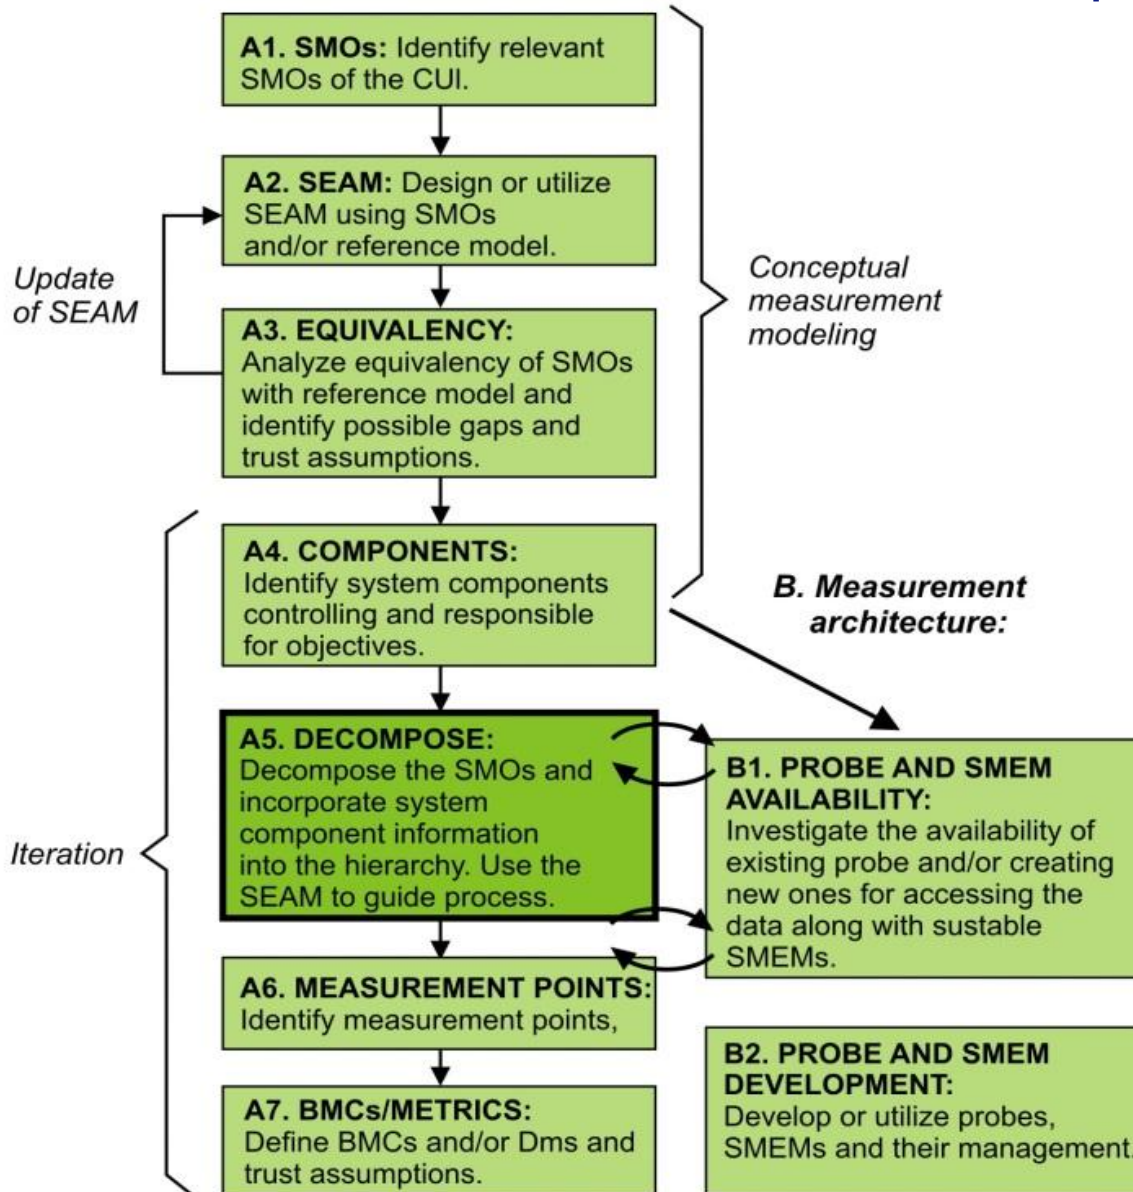 A1. SMOs: Identify relevant
SMOs of the CUI.
A2. SEAM: Design or utilize
SEAM using SMOs
and/or reference model.
Update
of SEAM
Conceptual
measurement
modeling
A3. EQUIVALENCY:
Analyze equivalency of SMOs
with reference model and
identify possible gaps and
trust assumptions.
A4. COMPONENTS:
Identify system components
controlling and responsible
for objectives.
B. Measurement
architecture:
A5. DECOMPOSE:
Decompose the SMOs and
incorporate system
component information
into the hierarchy. Use the
SEAM to guide process.
Iteration
B1. PROBE AND SMEM
AVAILABILITY:
Investigate the availability of
existing probe and/or creating
new ones for accessing the
data along with sustable
SMEMs.
A6. MEASUREMENT POINTS:
Identify measurement points,
A7. BMCs/METRICS:
Define BMCs and/or Dms and
trust assumptions.
B2. PROBE AND SMEM
DEVELOPMENT:
Develop or utilize probes,
SMEMs and their management.